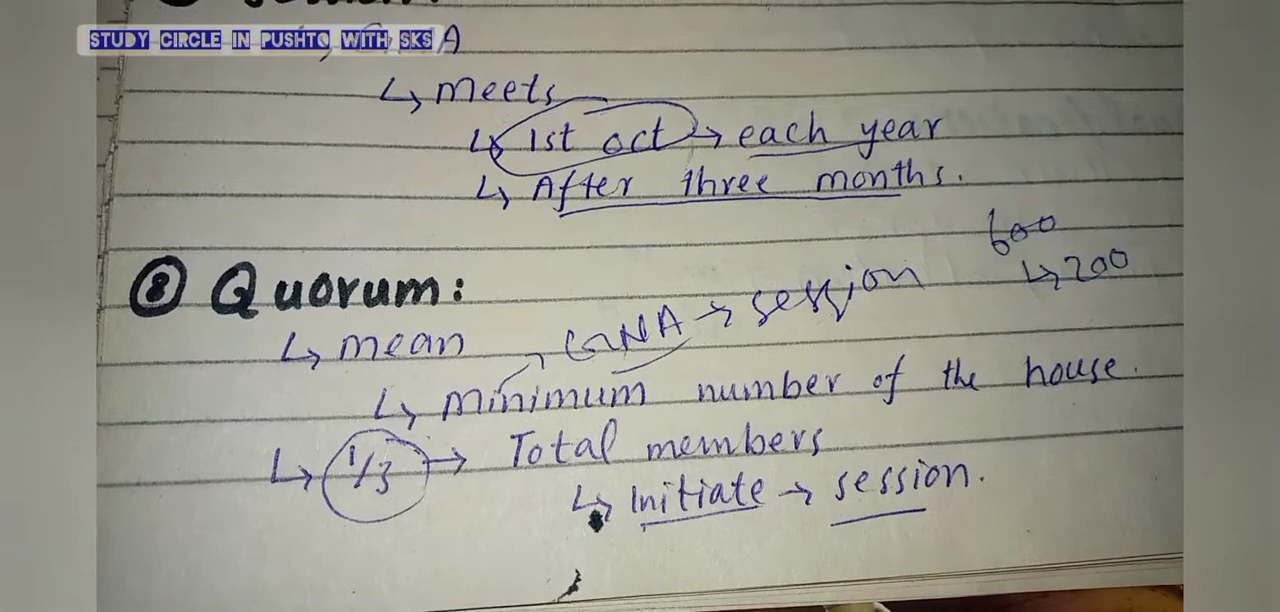 STUDY CIRCLE IN PUSHTO WITH SKS A
↳ meets
↳ 1st oct → each year
↳ After three months.
600
↳ 200
⑧ Quorum:
↳ mean
GNA → session
↳ minimum number of the house.
↳ 1/3 → Total members
↳ Initiate → session.